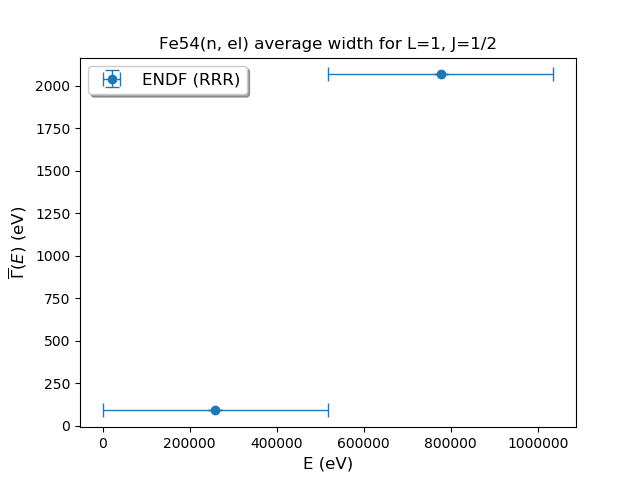 Fe54(n, el) average width for L=1, J=1/2
ENDF (RRR)
2000
1750
1500
1250
1000
750
500
250
0
Γ̅(E) (eV)
0 200000 400000 600000 800000 1000000
E (eV)